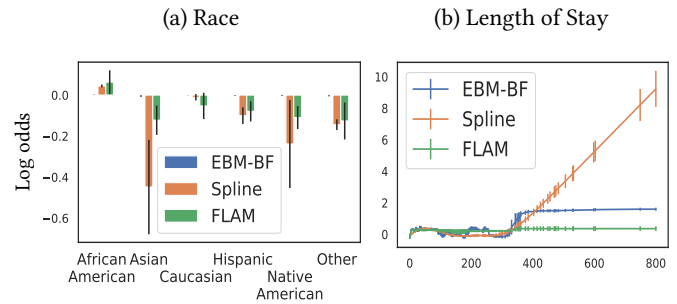 (a) Race
(b) Length of Stay
Log odds
0.0
−0.2
−0.4
−0.6
EBM-BF
Spline
FLAM
African
American
Asian
Caucasian
Hispanic
Native
American
Other
10
8
6
4
2
0
EBM-BF
Spline
FLAM
0 200 400 600 800